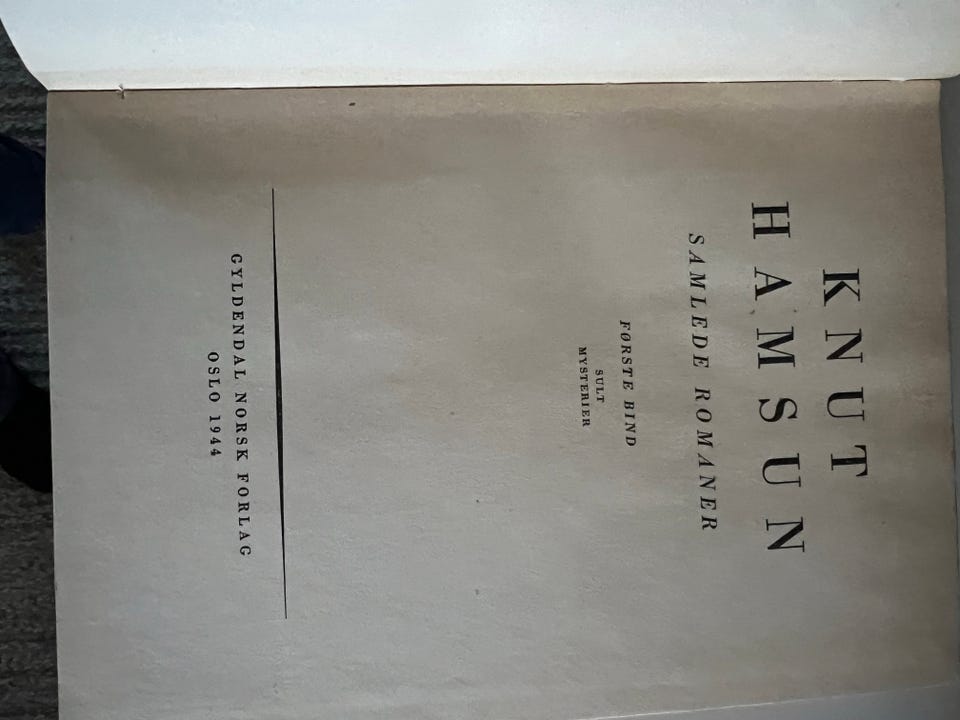 KNUT
HAMSUN
SAMLEDE ROMANER
FØRSTE BIND
SULT
MYSTERIER
GYLDENDAL NORSK FORLAG
OSLO 1944